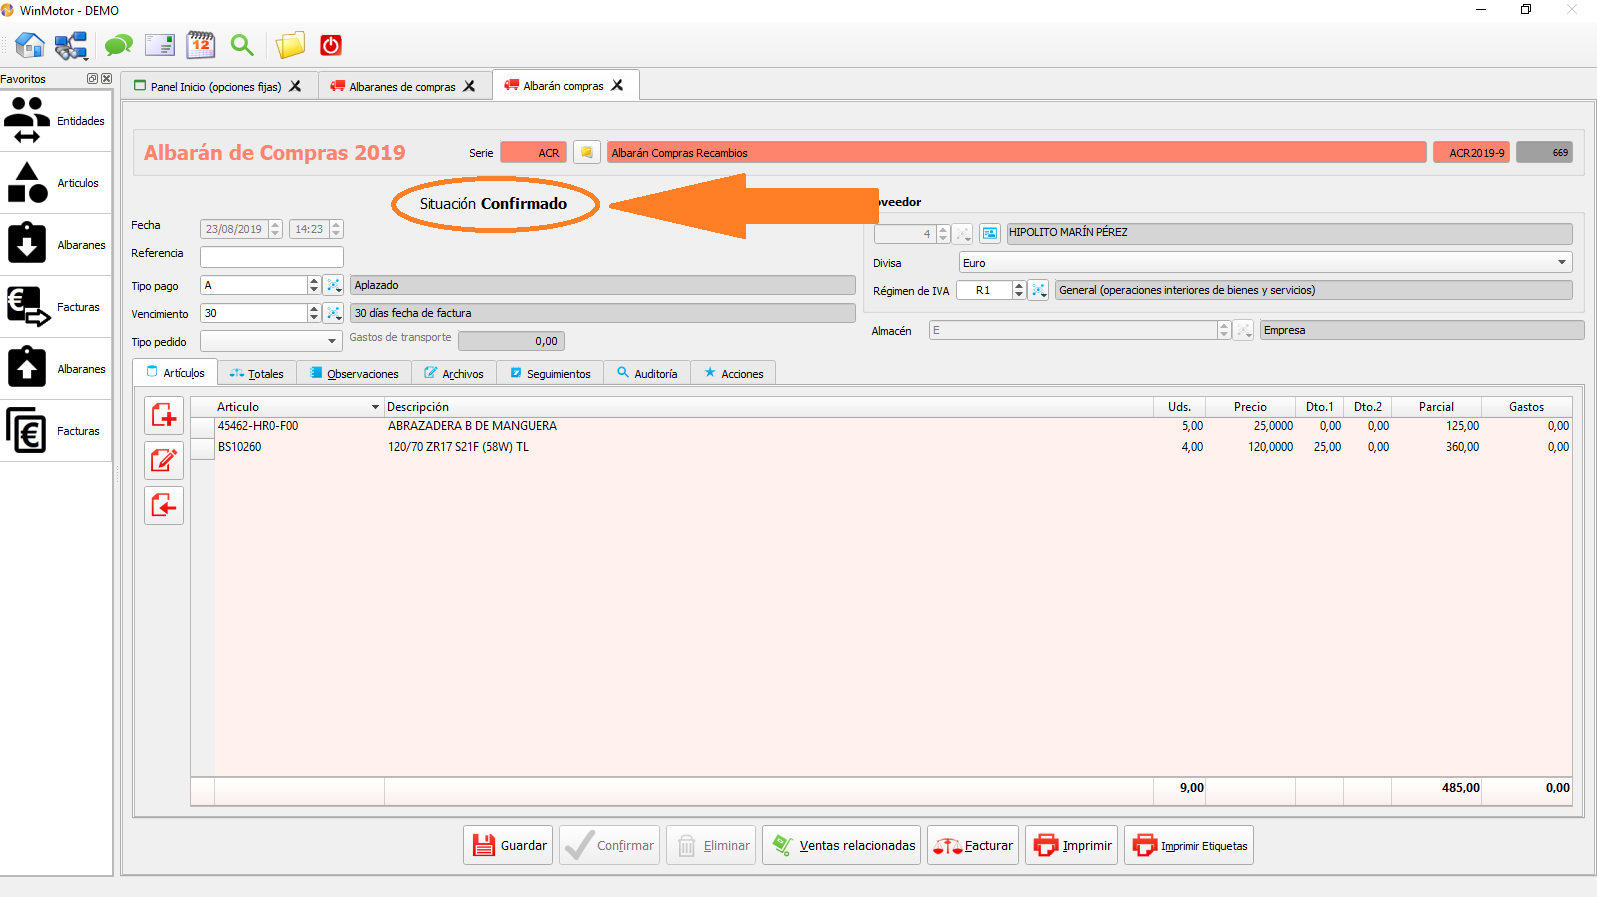 WinMotor - DEMO
12
Favoritos
Entidades
Articulos
Albaranes
Facturas
Albaranes
Facturas
Panel Inicio (opciones fijas)
Albaranes de compras
Albarán compras
Albarán de Compras 2019
Serie
ACR
Albarán Compras Recambios
ACR2019-9
669
Situación Confirmado
oveedor
Fecha
23/08/2019
14:23
4
HIPOLITO MARÍN PÉREZ
Referencia
Divisa
Euro
Tipo pago
A
Aplazado
Régimen de IVA
R1
General (operaciones interiores de bienes y servicios)
Vencimiento
30
30 días fecha de factura
Almacén
E
Empresa
Tipo pedido
Gastos de transporte
0,00
Artículos
Totales
Observaciones
Archivos
Seguimientos
Auditoría
Acciones
Articulo Descripción Uds. Precio Dto.1 Dto.2 Parcial Gastos
45462-HR0-F00 ABRAZADERA B DE MANGUERA 5,00 25,0000 0,00 0,00 125,00 0,00
BS10260 120/70 ZR17 S21F (58W) TL 4,00 120,0000 25,00 0,00 360,00 0,00
9,00 485,00 0,00
Guardar
Confirmar
Eliminar
Ventas relacionadas
Facturar
Imprimir
Imprimir Etiquetas